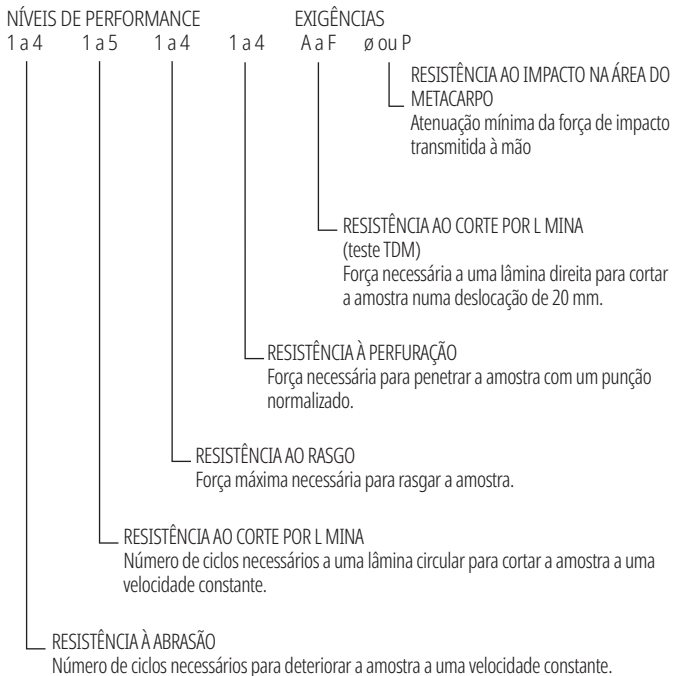 NÍVEIS DE PERFORMANCE EXIGÊNCIAS
1 a 4 1 a 5 1 a 4 1 a 4 A a F ø ou P
RESISTÊNCIA AO IMPACTO NA ÁREA DO
METACARPO
Atenuação mínima da força de impacto
transmitida à mão
RESISTÊNCIA AO CORTE POR L MINA
(teste TDM)
Força necessária a uma lâmina direita para cortar
a amostra numa deslocação de 20 mm.
RESISTÊNCIA À PERFURAÇÃO
Força necessária para penetrar a amostra com um punção
normalizado.
RESISTÊNCIA AO RASGO
Força máxima necessária para rasgar a amostra.
RESISTÊNCIA AO CORTE POR L MINA
Número de ciclos necessários a uma lâmina circular para cortar a amostra a uma
velocidade constante.
RESISTÊNCIA À ABRASÃO
Número de ciclos necessários para deteriorar a amostra a uma velocidade constante.